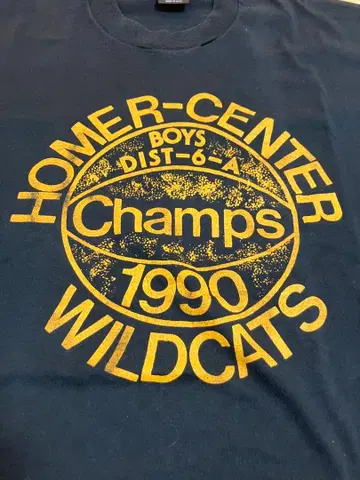 HOMER-CENTER
BOYS
DIST-6-A
Champs
1990
WILDCATS